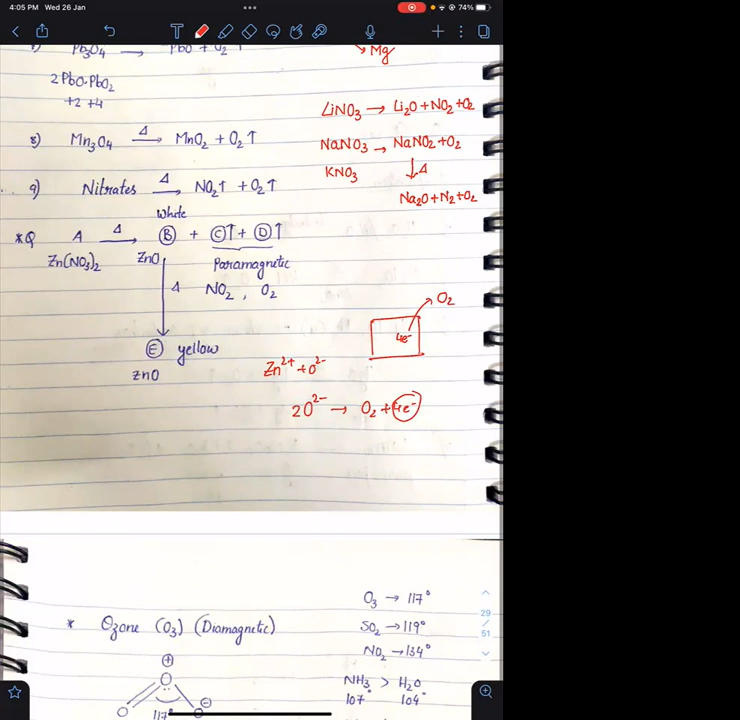 4:05 PM Wed 26 Jan
74%
Pb₃O₄ → PbO + O₂ ↑
2PbO·PbO₂
+2 +4
8) Mn₃O₄ →Δ MnO₂ + O₂↑
9) Nitrates →Δ NO₂↑ + O₂↑
White
*Q A →Δ Ⓑ + Ⓒ↑ + Ⓓ↑
Zn(NO₃)₂ ZnO Paramagnetic
Δ NO₂ , O₂
Ⓔ yellow
ZnO
Mg
LiNO₃ → Li₂O + NO₂ + O₂
NaNO₃ → NaNO₂ + O₂
KNO₃ ↓Δ
Na₂O + N₂ + O₂
O₂
4e⁻
Zn²⁺ + O²⁻
2O²⁻ → O₂ + 4e⁻
* Ozone (O₃) (Diamagnetic)
⊕
O
⊖
O O
117°
O₃ → 117°
SO₂ → 119°
NO₂ → 134°
NH₃ > H₂O
107° 104°
29
/
51